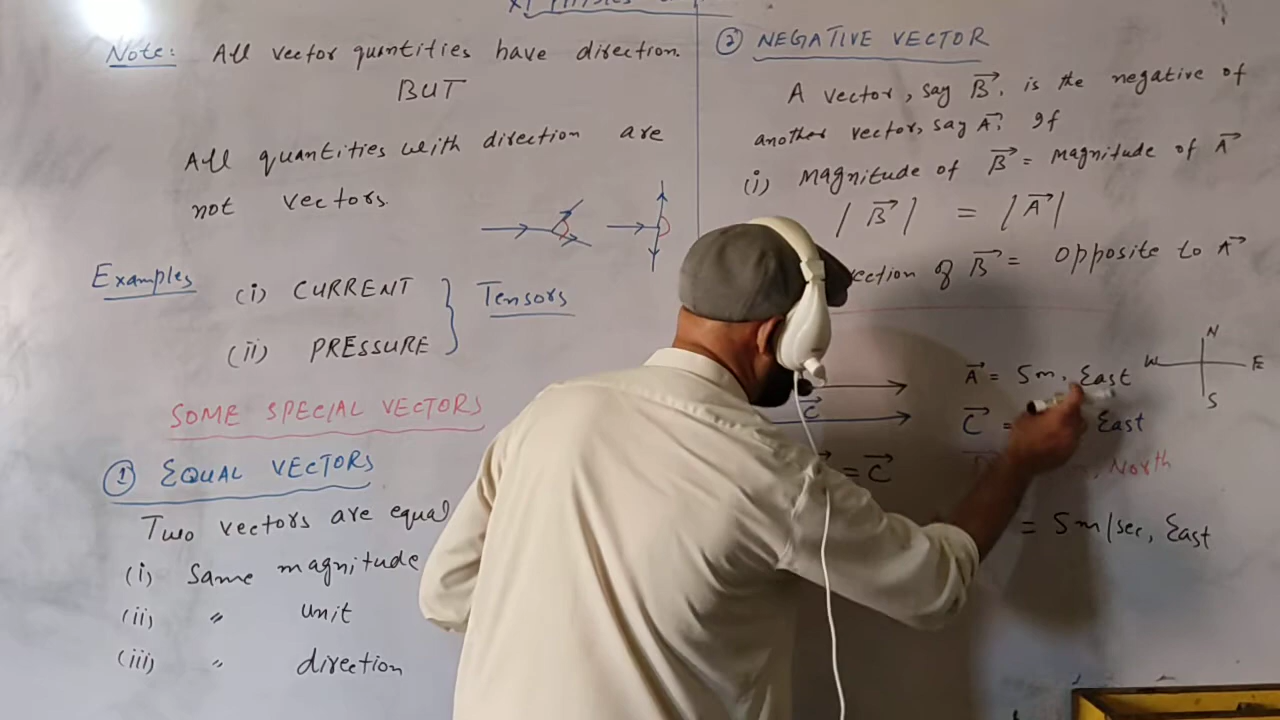 XI Physics
Note: All vector quantities have direction.
BUT
All quantities with direction are
not vectors.
Examples (i) CURRENT
(ii) PRESSURE
Tensors
SOME SPECIAL VECTORS
① EQUAL VECTORS
Two vectors are equal
(i) Same magnitude
(ii) " unit
(iii) " direction
② NEGATIVE VECTOR
A vector, say B⃗, is the negative of
another vector, say A⃗, If
(i) Magnitude of B⃗ = Magnitude of A⃗
|B⃗| = |A⃗|
rection of B⃗ = opposite to A⃗
N
W E
S
A⃗ = 5m, East
C⃗
C⃗ = East
= C⃗
, North
= 5m/sec, East